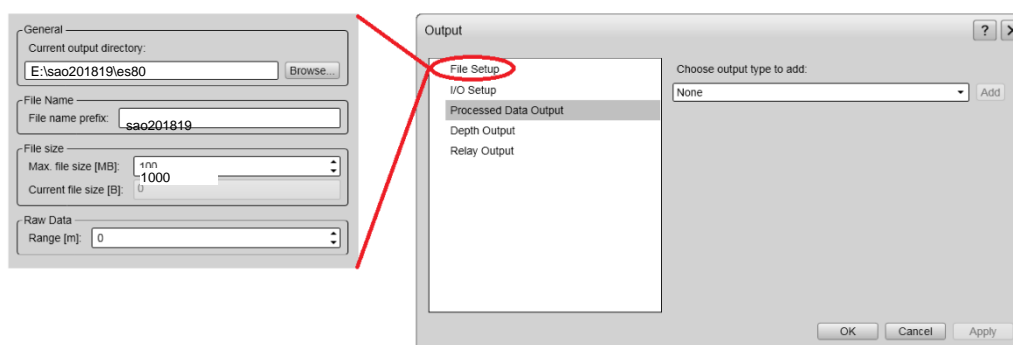 General
Current output directory:
E:\sao201819\es80
Browse...
File Name
File name prefix: sao201819
File size
Max. file size [MB]: 100
1000
Current file size [B]: 0
Raw Data
Range [m]: 0
Output
? X
File Setup
I/O Setup
Processed Data Output
Depth Output
Relay Output
Choose output type to add:
None
Add
OK Cancel Apply